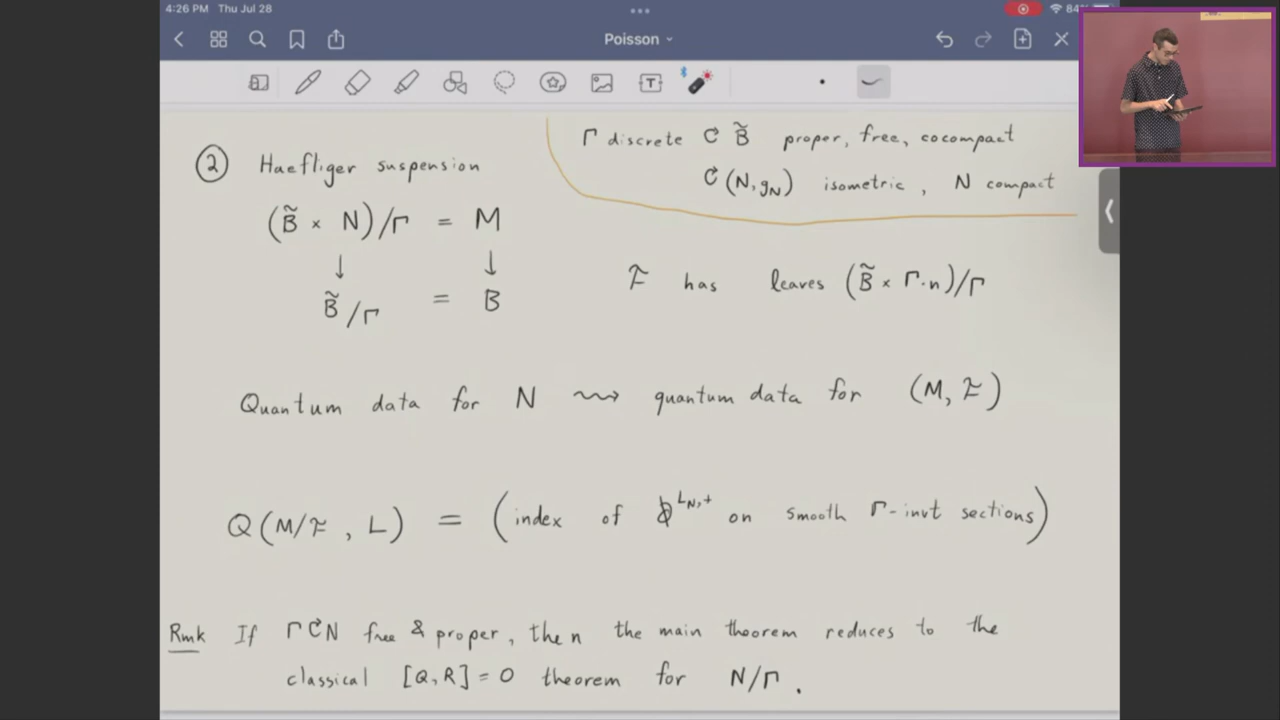 4:26 PM Thu Jul 28
84%
Poisson
Γ discrete ↻ B̃ proper, free, cocompact
↻ (N, g_N) isometric, N compact
② Haefliger suspension
(B̃ × N)/Γ = M
↓ ↓
B̃/Γ = B
F has leaves (B̃ × Γ·n)/Γ
Quantum data for N ⇝ quantum data for (M, F)
Q(M/F, L) = (index of ∂̸^{L_N,+} on smooth Γ-invt sections)
Rmk If Γ ↻ N free & proper, then the main theorem reduces to the
classical [Q,R] = 0 theorem for N/Γ.